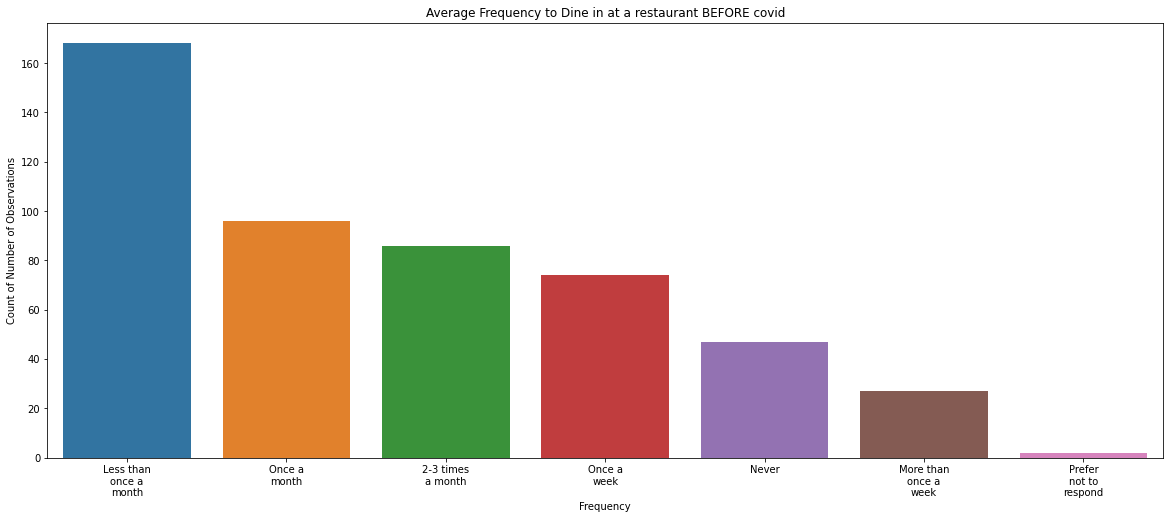 Average Frequency to Dine in at a restaurant BEFORE covid
Count of Number of Observations
160
140
120
100
80
60
40
20
0
Less than
once a
month
Once a
month
2-3 times
a month
Once a
week
Never
More than
once a
week
Prefer
not to
respond
Frequency